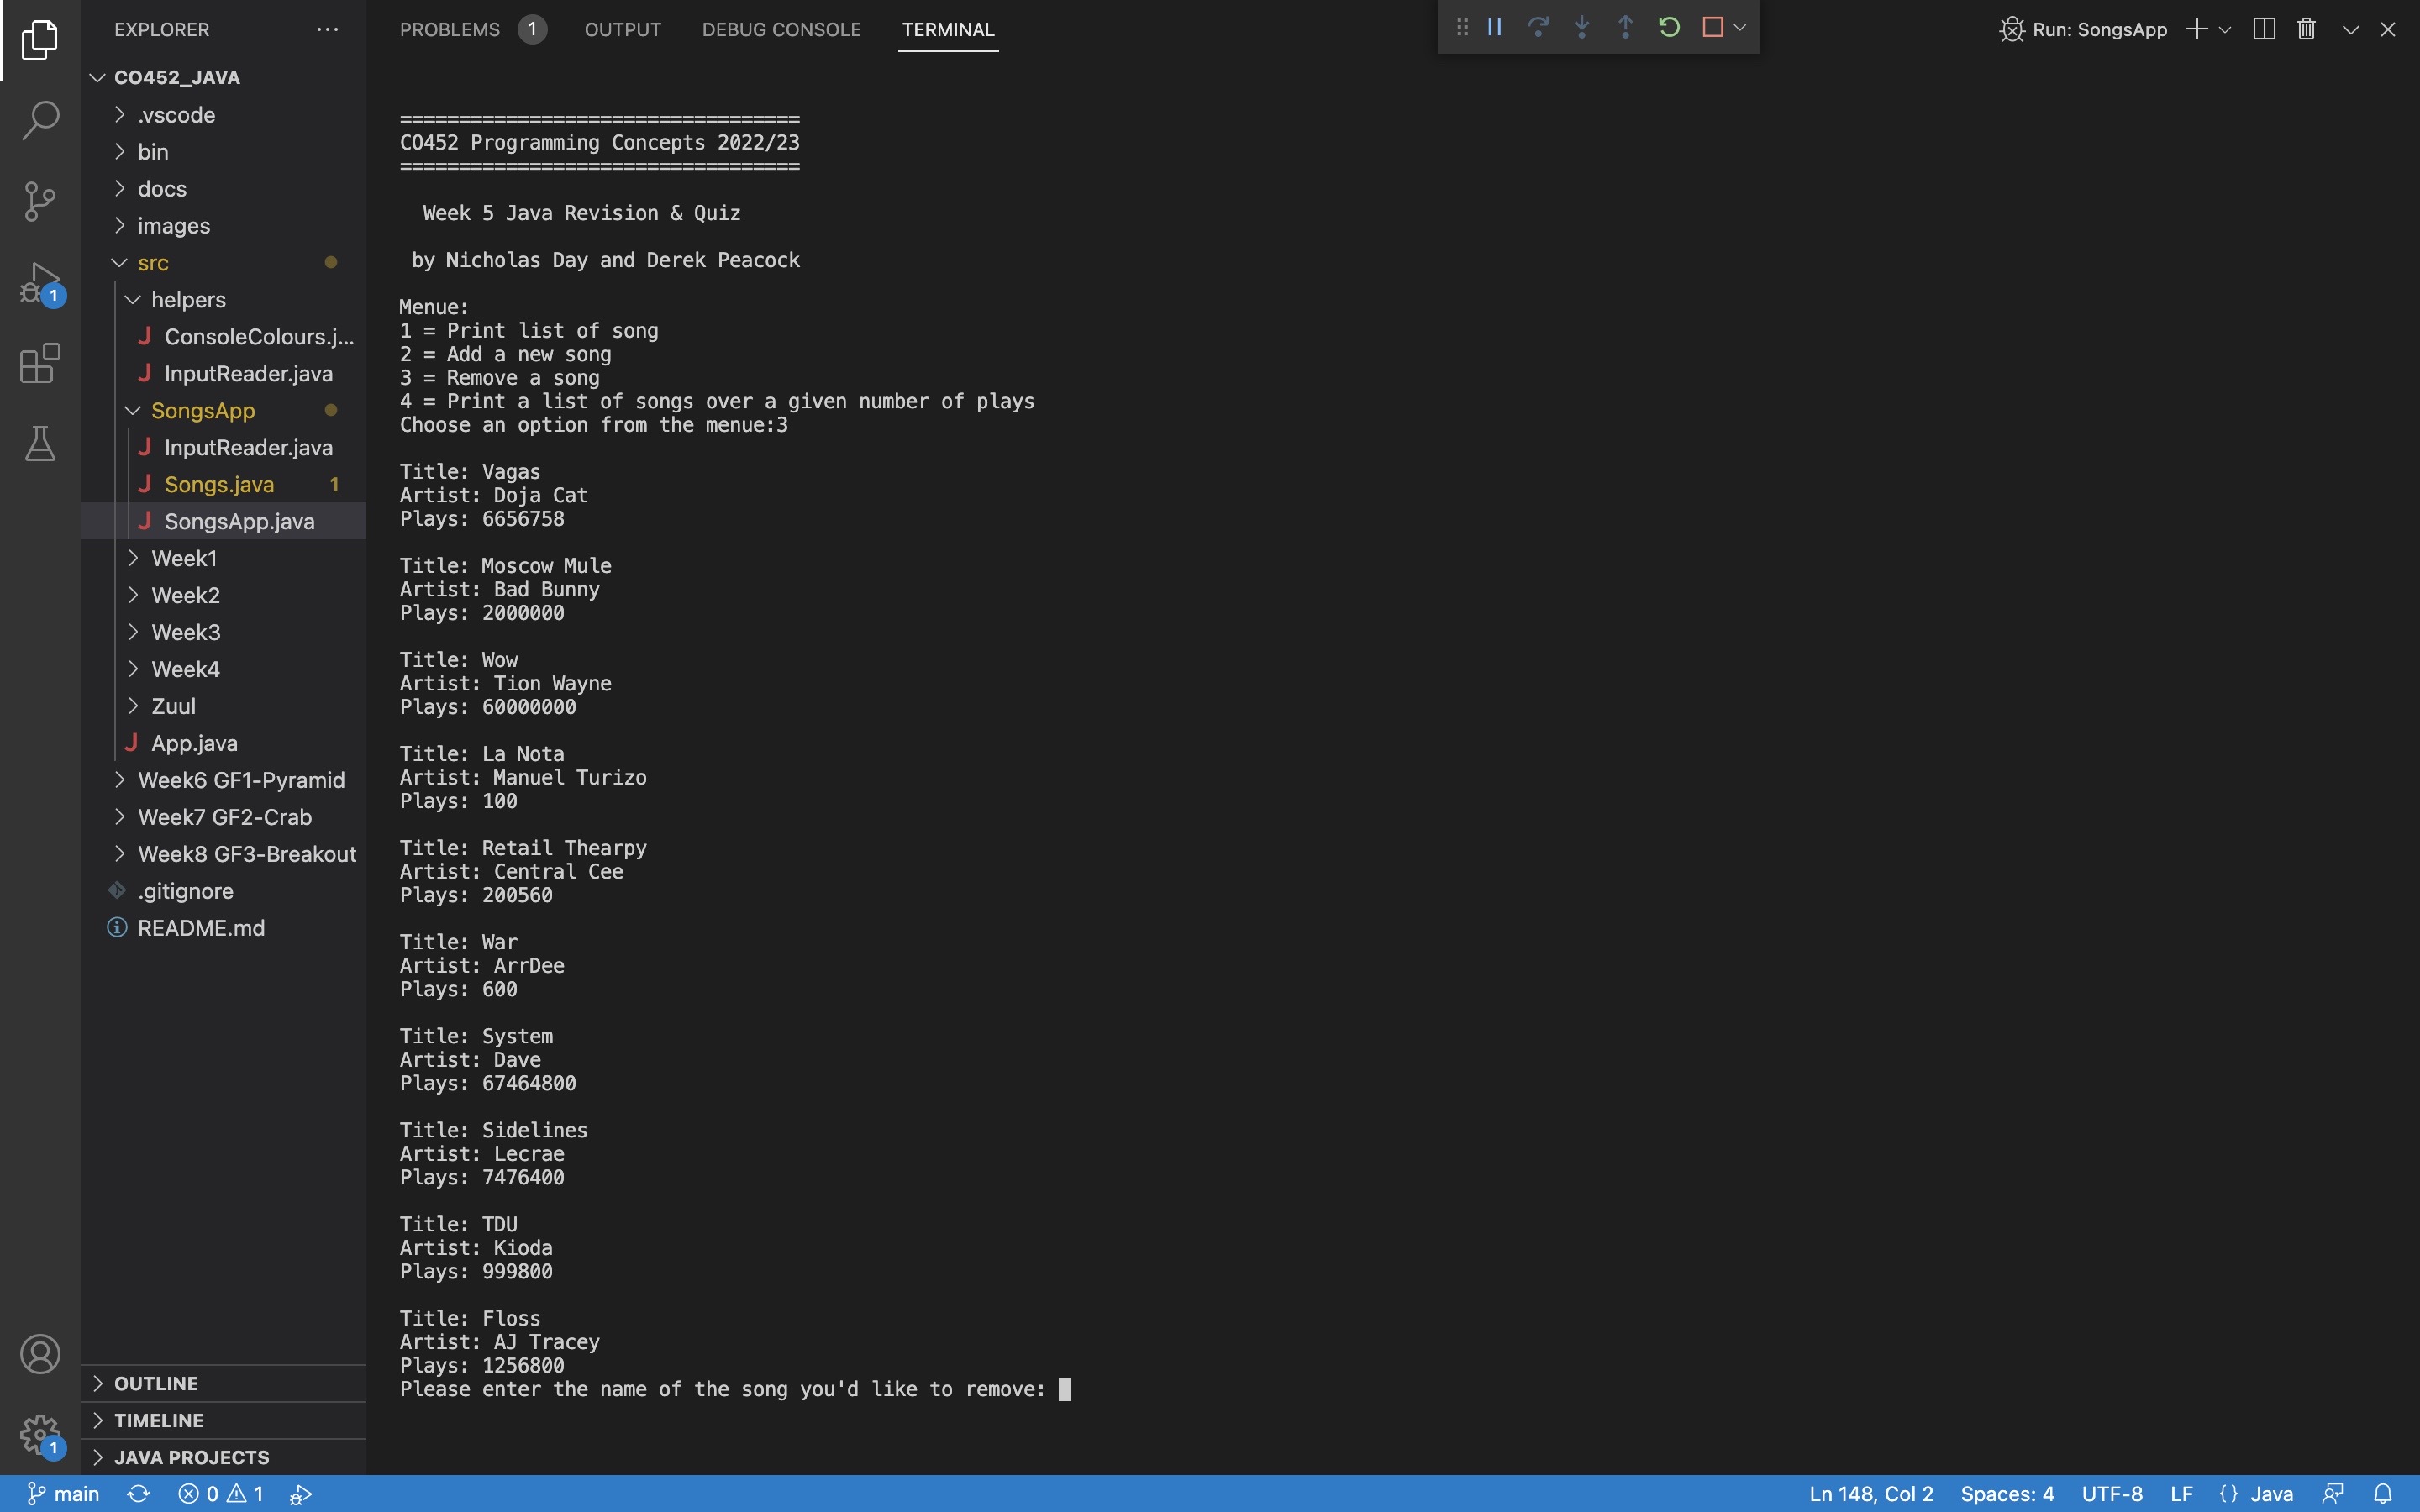 EXPLORER
CO452_JAVA
.vscode
bin
docs
images
src
helpers
ConsoleColours.j...
InputReader.java
SongsApp
InputReader.java
Songs.java 1
SongsApp.java
Week1
Week2
Week3
Week4
Zuul
App.java
Week6 GF1-Pyramid
Week7 GF2-Crab
Week8 GF3-Breakout
.gitignore
README.md
OUTLINE
TIMELINE
JAVA PROJECTS
1
1
PROBLEMS 1 OUTPUT DEBUG CONSOLE TERMINAL
Run: SongsApp
==================================
CO452 Programming Concepts 2022/23
==================================
Week 5 Java Revision & Quiz
by Nicholas Day and Derek Peacock
Menue:
1 = Print list of song
2 = Add a new song
3 = Remove a song
4 = Print a list of songs over a given number of plays
Choose an option from the menue:3
Title: Vagas
Artist: Doja Cat
Plays: 6656758
Title: Moscow Mule
Artist: Bad Bunny
Plays: 2000000
Title: Wow
Artist: Tion Wayne
Plays: 60000000
Title: La Nota
Artist: Manuel Turizo
Plays: 100
Title: Retail Thearpy
Artist: Central Cee
Plays: 200560
Title: War
Artist: ArrDee
Plays: 600
Title: System
Artist: Dave
Plays: 67464800
Title: Sidelines
Artist: Lecrae
Plays: 7476400
Title: TDU
Artist: Kioda
Plays: 999800
Title: Floss
Artist: AJ Tracey
Plays: 1256800
Please enter the name of the song you'd like to remove:
main 0 1 Ln 148, Col 2 Spaces: 4 UTF-8 LF {} Java